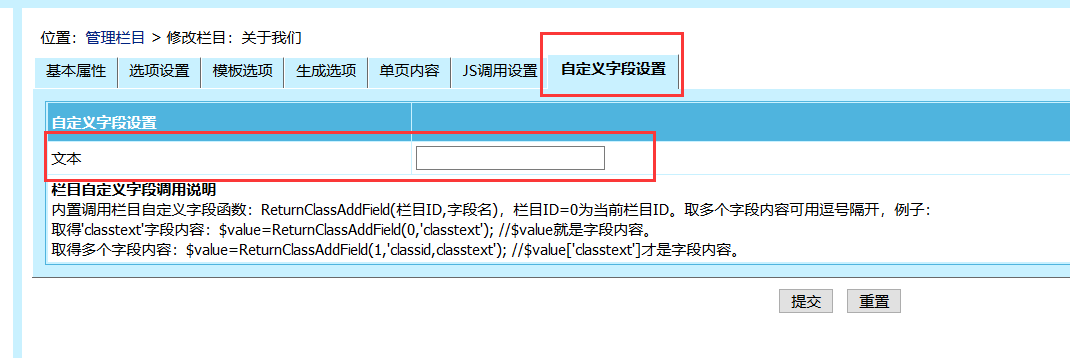 位置：管理栏目 > 修改栏目：关于我们
基本属性 选项设置 模板选项 生成选项 单页内容 JS调用设置 自定义字段设置
自定义字段设置
文本
栏目自定义字段调用说明
内置调用栏目自定义字段函数：ReturnClassAddField(栏目ID,字段名)，栏目ID=0为当前栏目ID。取多个字段内容可用逗号隔开，例子：
取得'classtext'字段内容：$value=ReturnClassAddField(0,'classtext'); //$value就是字段内容。
取得多个字段内容：$value=ReturnClassAddField(1,'classid,classtext'); //$value['classtext']才是字段内容。
提交 重置